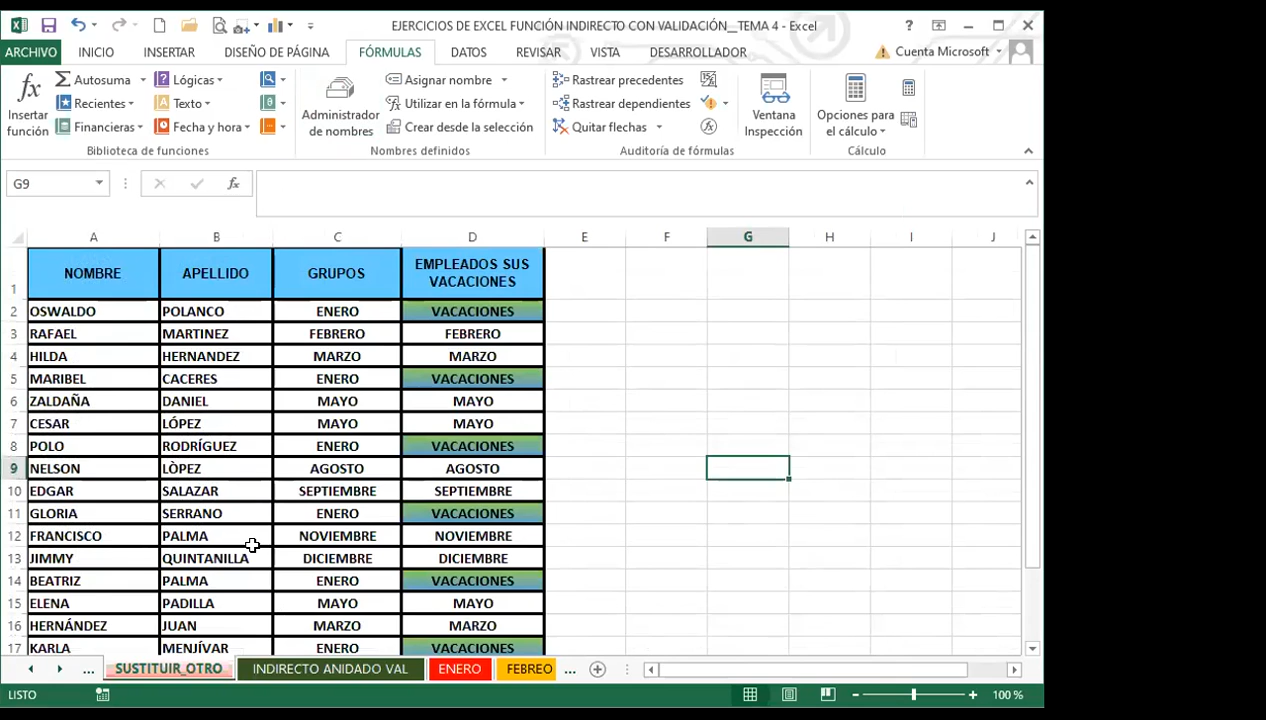 EJERCICIOS DE EXCEL FUNCIÓN INDIRECTO CON VALIDACIÓN__TEMA 4 - Excel
ARCHIVO INICIO INSERTAR DISEÑO DE PÁGINA FÓRMULAS DATOS REVISAR VISTA DESARROLLADOR Cuenta Microsoft
Insertar función
Autosuma
Recientes
Financieras
Lógicas
Texto
Fecha y hora
Biblioteca de funciones
Administrador de nombres
Asignar nombre
Utilizar en la fórmula
Crear desde la selección
Nombres definidos
Rastrear precedentes
Rastrear dependientes
Quitar flechas
Auditoría de fórmulas
Ventana Inspección
Opciones para el cálculo
Cálculo
G9
A B C D E F G H I J
1 NOMBRE APELLIDO GRUPOS EMPLEADOS SUS VACACIONES
2 OSWALDO POLANCO ENERO VACACIONES
3 RAFAEL MARTINEZ FEBRERO FEBRERO
4 HILDA HERNANDEZ MARZO MARZO
5 MARIBEL CACERES ENERO VACACIONES
6 ZALDAÑA DANIEL MAYO MAYO
7 CESAR LÓPEZ MAYO MAYO
8 POLO RODRÍGUEZ ENERO VACACIONES
9 NELSON LÒPEZ AGOSTO AGOSTO
10 EDGAR SALAZAR SEPTIEMBRE SEPTIEMBRE
11 GLORIA SERRANO ENERO VACACIONES
12 FRANCISCO PALMA NOVIEMBRE NOVIEMBRE
13 JIMMY QUINTANILLA DICIEMBRE DICIEMBRE
14 BEATRIZ PALMA ENERO VACACIONES
15 ELENA PADILLA MAYO MAYO
16 HERNÁNDEZ JUAN MARZO MARZO
17 KARLA MENJÍVAR ENERO VACACIONES
... SUSTITUIR_OTRO INDIRECTO ANIDADO VAL ENERO FEBREO ...
LISTO 100 %